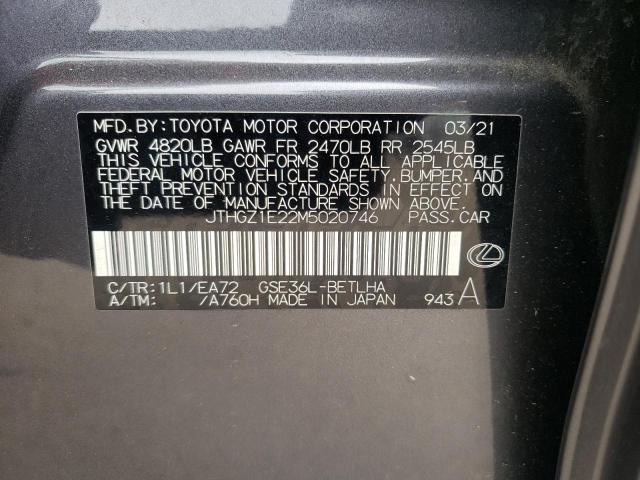 MFD.BY:TOYOTA MOTOR CORPORATION 03/21
GVWR 4820LB GAWR FR 2470LB RR 2545LB
THIS VEHICLE CONFORMS TO ALL APPLICABLE
FEDERAL MOTOR VEHICLE SAFETY,BUMPER,AND
THEFT PREVENTION STANDARDS IN EFFECT ON
THE DATE OF MANUFACTURE SHOWN ABOVE.
JTHGZ1E22M5020746 PASS.CAR
C/TR:1L1/EA72 GSE36L-BETLHA
A/TM: /A760H MADE IN JAPAN 943 A